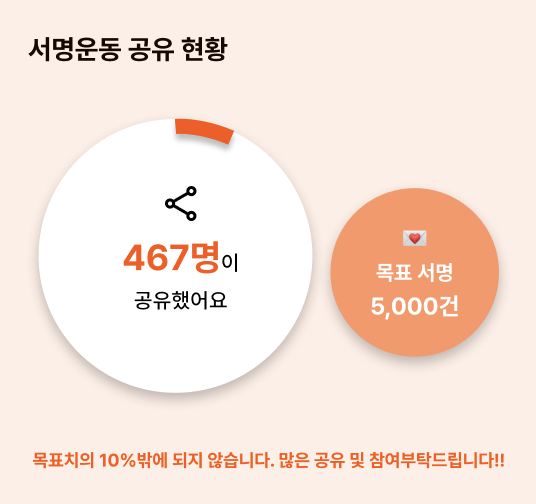 서명운동 공유 현황
467명이
공유했어요
목표 서명
5,000건
목표치의 10%밖에 되지 않습니다. 많은 공유 및 참여부탁드립니다!!